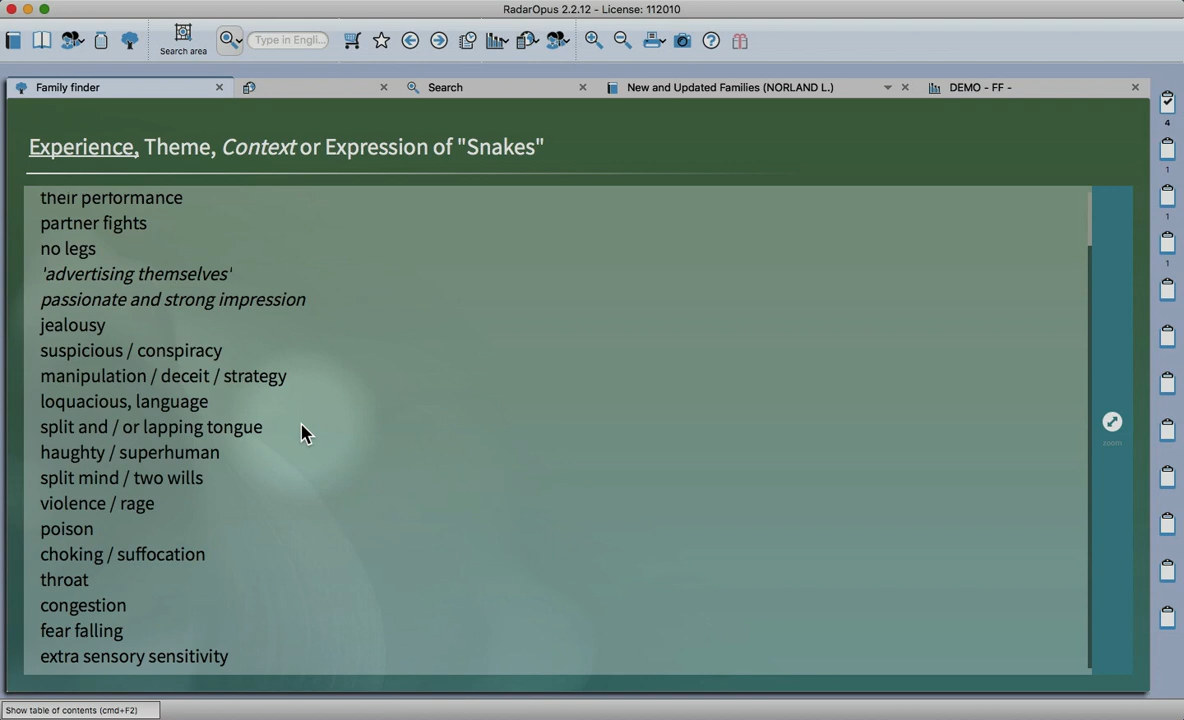 RadarOpus 2.2.12 - License: 112010
Search area
Type in Engli...
Family finder
Search
New and Updated Families (NORLAND L.)
DEMO - FF -
4
1
1
1
Experience, Theme, Context or Expression of "Snakes"
their performance
partner fights
no legs
'advertising themselves'
passionate and strong impression
jealousy
suspicious / conspiracy
manipulation / deceit / strategy
loquacious, language
split and / or lapping tongue
haughty / superhuman
split mind / two wills
violence / rage
poison
choking / suffocation
throat
congestion
fear falling
extra sensory sensitivity
zoom
Show table of contents (cmd+F2)